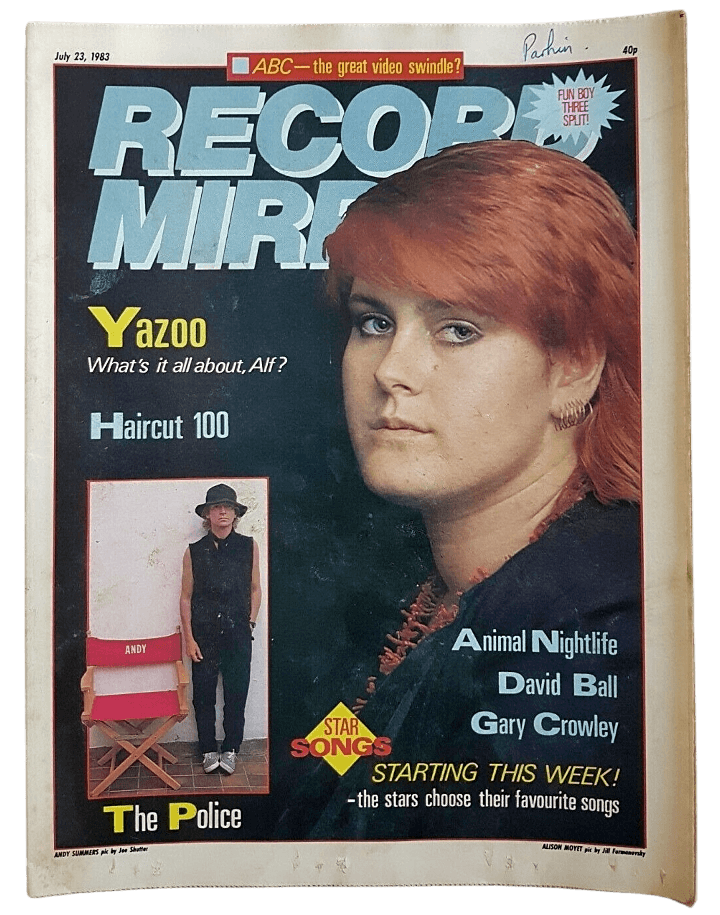 July 23, 1983
Parkin.
40p
ABC—the great video swindle?
FUN BOY
THREE
SPLIT!
RECORD
MIRR
Yazoo
What's it all about, Alf?
Haircut 100
ANDY
The Police
Animal Nightlife
David Ball
Gary Crowley
STAR
SONGS
STARTING THIS WEEK!
-the stars choose their favourite songs
ANDY SUMMERS pic by Joe Shutter
ALISON MOYET pic by Jill Furmanovsky